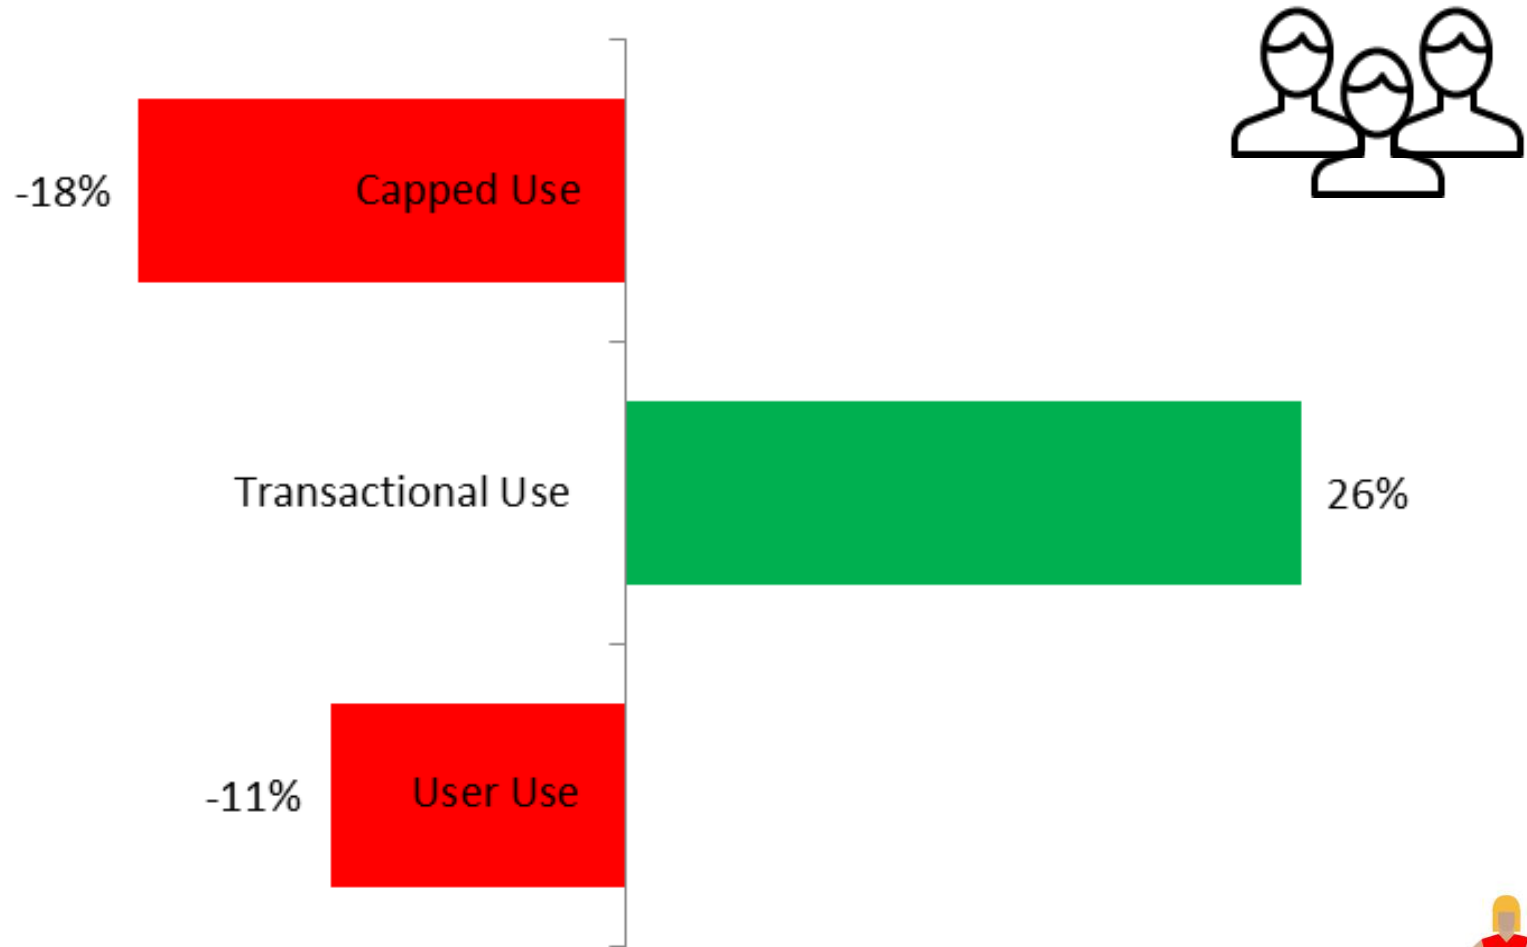 -18% Capped Use
Transactional Use 26%
-11% User Use